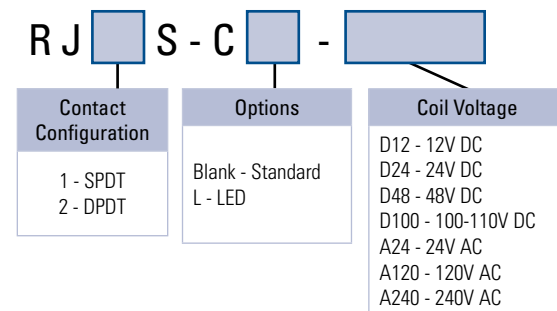 RJ S - C -
Contact
Configuration
1 - SPDT
2 - DPDT
Options
Blank - Standard
L - LED
Coil Voltage
D12 - 12V DC
D24 - 24V DC
D48 - 48V DC
D100 - 100-110V DC
A24 - 24V AC
A120 - 120V AC
A240 - 240V AC